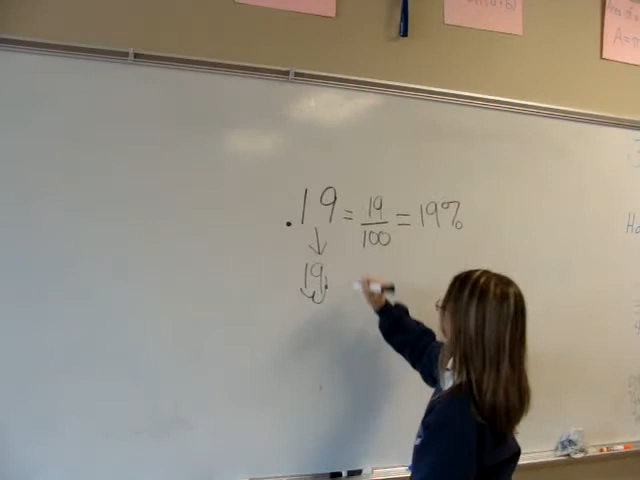 .19 = 19/100 = 19%
↓
19.
A=